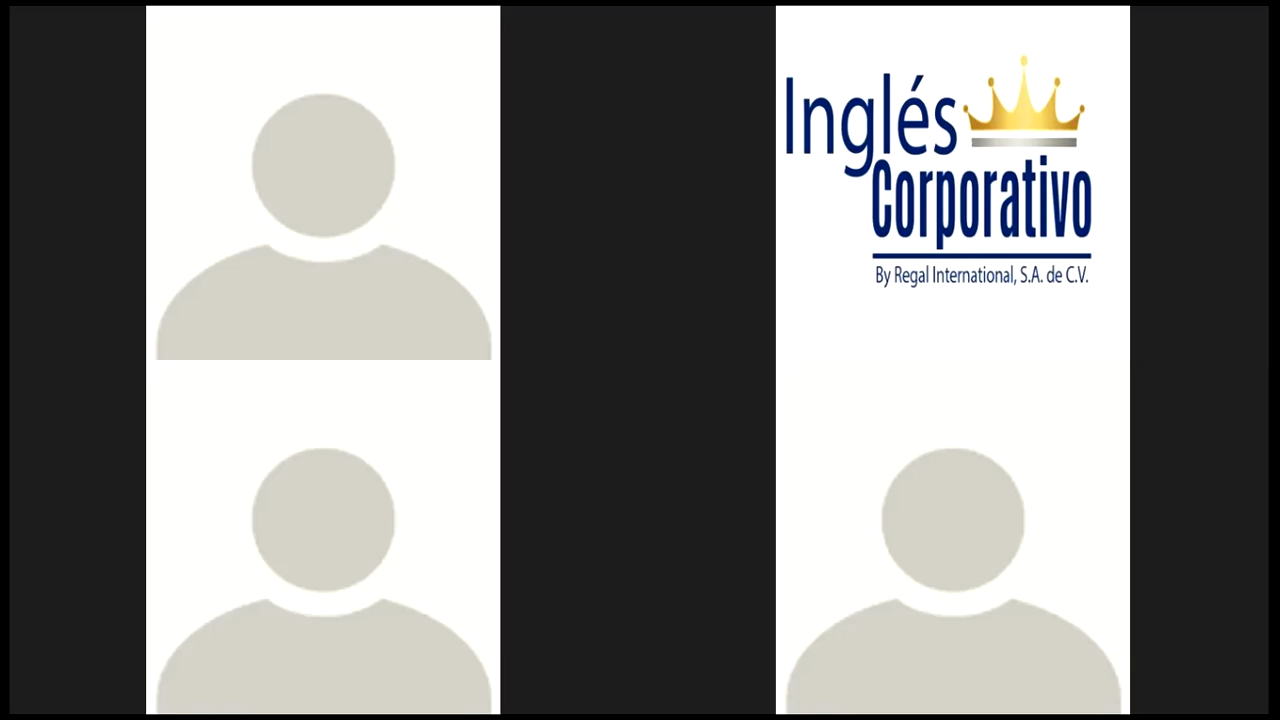 Inglés
Corporativo
By Regal International, S.A. de C.V.